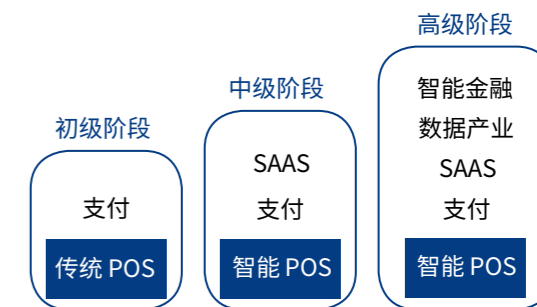 初级阶段
支付
传统 POS
中级阶段
SAAS
支付
智能 POS
高级阶段
智能金融
数据产业
SAAS
支付
智能 POS